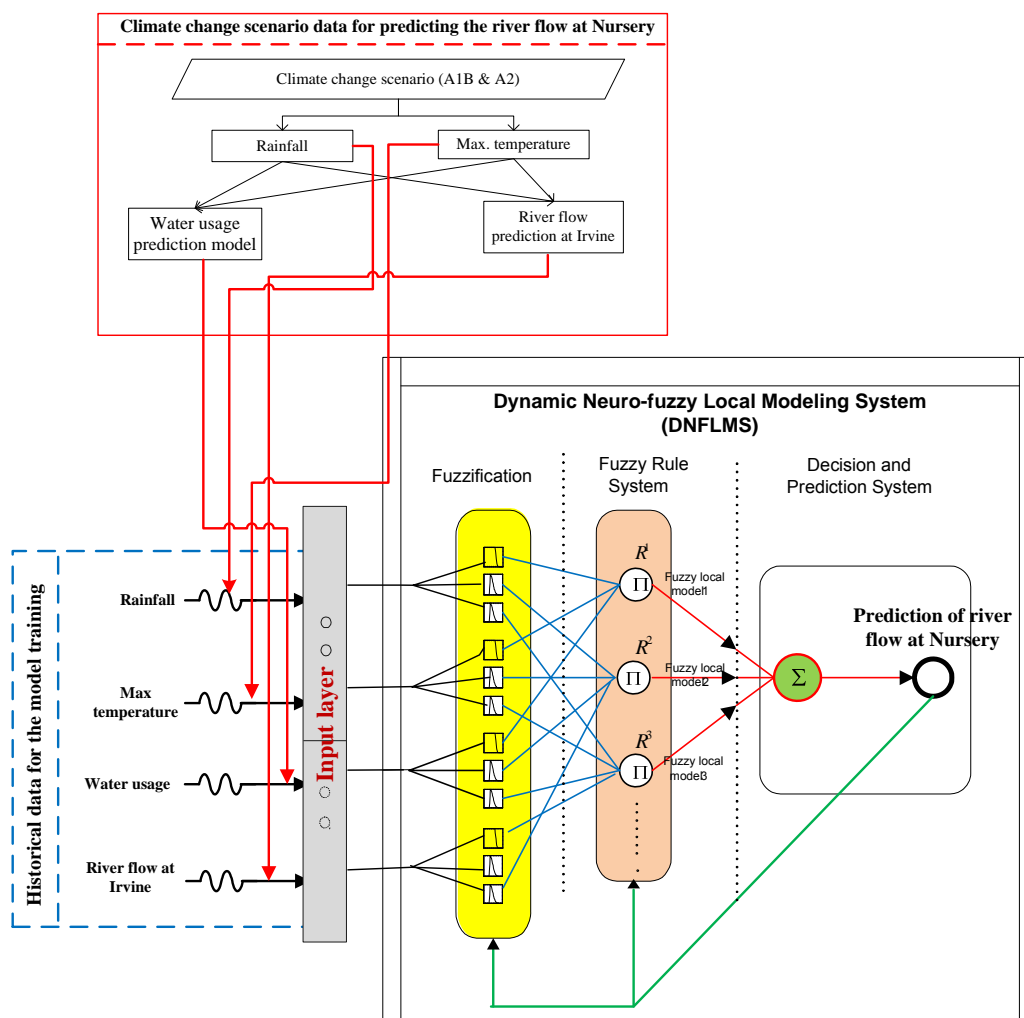 Climate change scenario data for predicting the river flow at Nursery
Climate change scenario (A1B & A2)
Rainfall
Max. temperature
Water usage
prediction model
River flow
prediction at Irvine
Dynamic Neuro-fuzzy Local Modeling System
(DNFLMS)
Fuzzification
Fuzzy Rule
System
Decision and
Prediction System
Historical data for the model training
Rainfall
Max
temperature
Water usage
River flow at
Irvine
Input layer
R1
Π
Fuzzy local
model1
R2
Π
Fuzzy local
model2
R3
Π
Fuzzy local
model3
Σ
Prediction of river
flow at Nursery